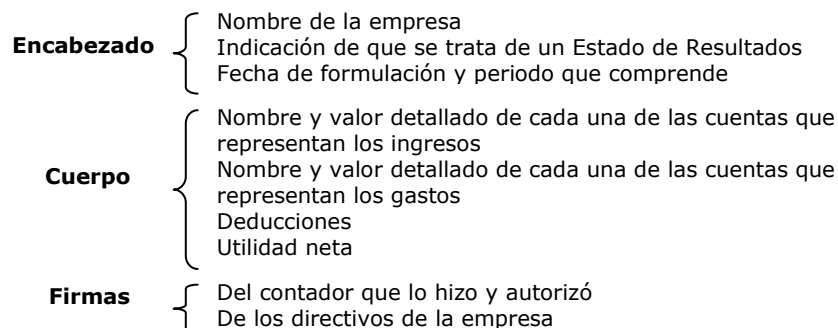 Encabezado
Nombre de la empresa
Indicación de que se trata de un Estado de Resultados
Fecha de formulación y periodo que comprende
Cuerpo
Nombre y valor detallado de cada una de las cuentas que
representan los ingresos
Nombre y valor detallado de cada una de las cuentas que
representan los gastos
Deducciones
Utilidad neta
Firmas
Del contador que lo hizo y autorizó
De los directivos de la empresa